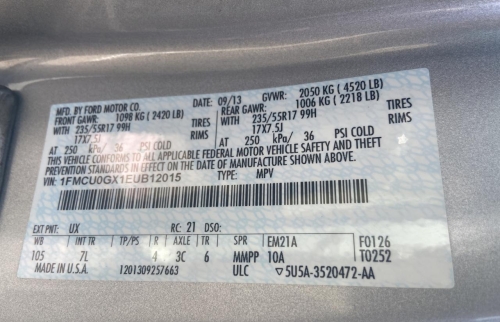 MFD. BY FORD MOTOR CO.
DATE: 09/13 GVWR: 2050 KG ( 4520 LB)
FRONT GAWR: 1098 KG ( 2420 LB) REAR GAWR: 1006 KG ( 2218 LB)
WITH 235/55R17 99H TIRES WITH 235/55R17 99H TIRES
17X7.5J RIMS 17X7.5J RIMS
AT 250 kPa/ 36 PSI COLD AT 250 kPa/ 36 PSI COLD
THIS VEHICLE CONFORMS TO ALL APPLICABLE FEDERAL MOTOR VEHICLE SAFETY, BUMPER, AND THEFT
PREVENTION STANDARDS IN EFFECT ON THE DATE OF MANUFACTURE SHOWN ABOVE.
VIN: 1FMCU0GX1EUB12015 TYPE: MPV
EXT PNT: UX RC: 21 DSO:
WB INT TR TP/PS R AXLE TR SPR EM21A F0126
105 7L 4 3C 6 MMPP 10A T0252
MADE IN U.S.A. 1201309257663 ULC 5U5A-3520472-AA